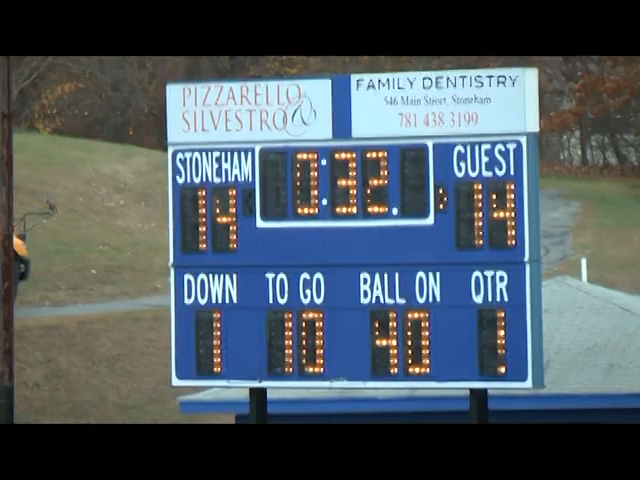 PIZZARELLO &
SILVESTRO
FAMILY DENTISTRY
546 Main Street, Stoneham
781 438.3199
STONEHAM 0:32. GUEST
14 14
DOWN TO GO BALL ON QTR
1 10 40 1